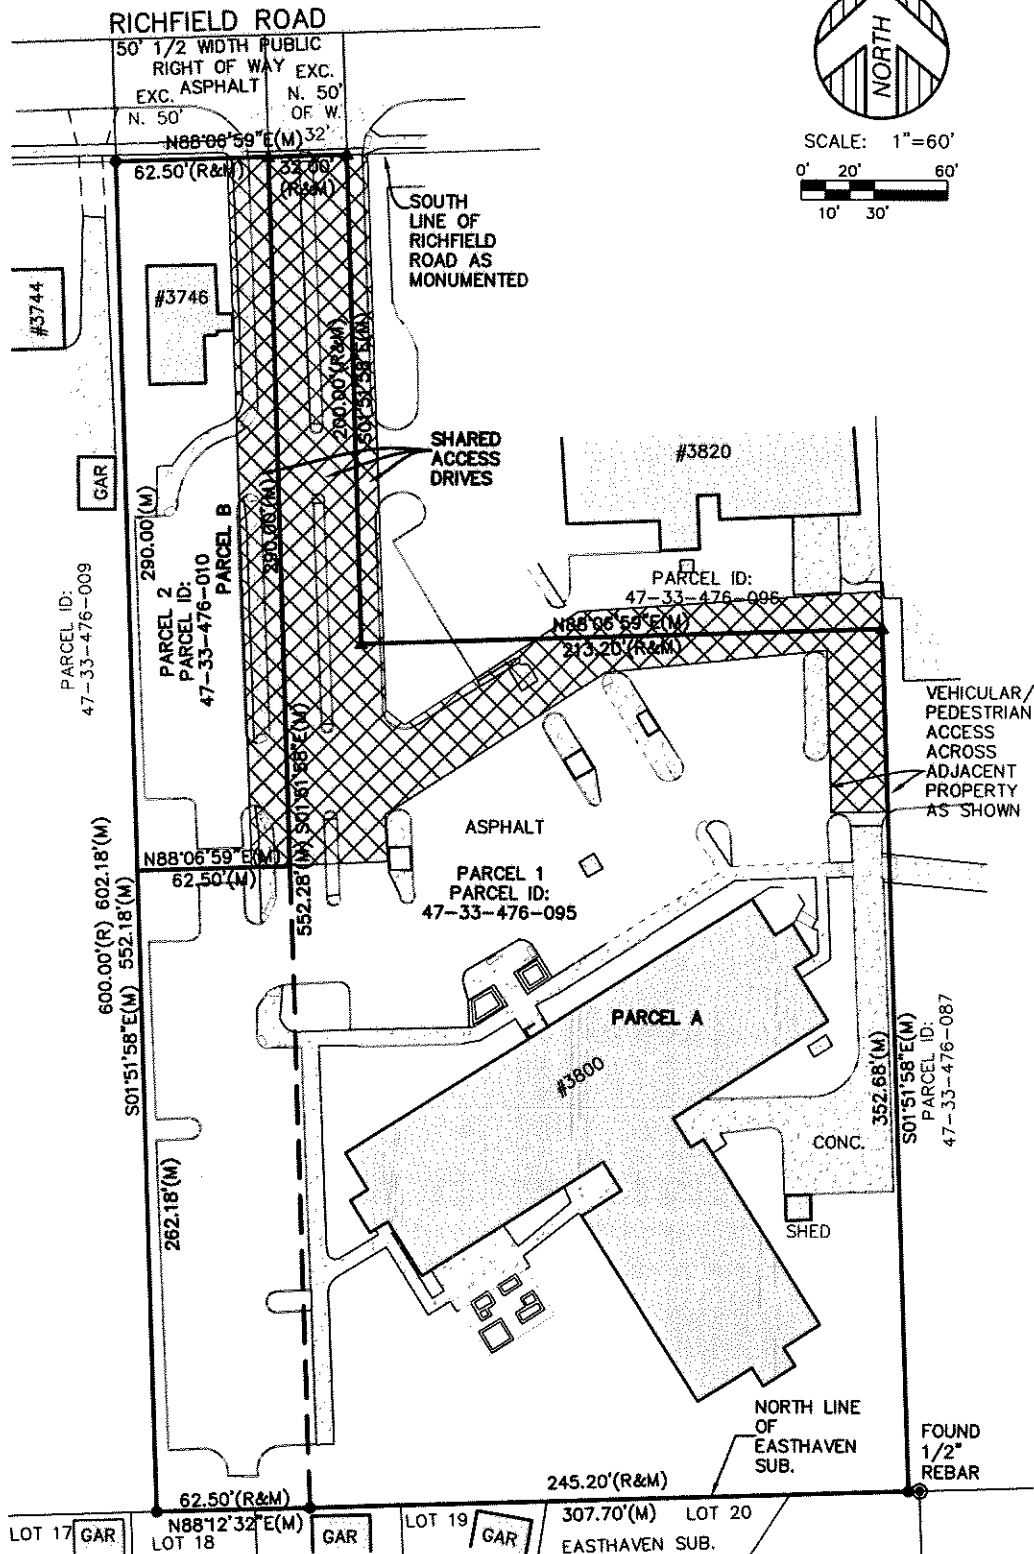 RICHFIELD ROAD
50' 1/2 WIDTH PUBLIC
RIGHT OF WAY
ASPHALT
EXC.
N. 50'
EXC.
N. 50'
OF W.
32'
N88°06'59"E(M)
62.50'(R&M)
32.00'
(R&M)
NORTH
SCALE: 1"=60'
0' 20' 60'
10' 30'
SOUTH
LINE OF
RICHFIELD
ROAD AS
MONUMENTED
#3744
#3746
200.00'(R&M)
S01°51'58"E(M)
SHARED
ACCESS
DRIVES
#3820
GAR
290.00'(M)
PARCEL 2
PARCEL ID:
47-33-476-010
PARCEL B
290.00'(M)
PARCEL ID:
47-33-476-009
PARCEL ID:
47-33-476-096
N88°06'59"E(M)
213.20'(R&M)
VEHICULAR/
PEDESTRIAN
ACCESS
ACROSS
ADJACENT
PROPERTY
AS SHOWN
552.28'(M) S01°51'58"E(M)
ASPHALT
N88°06'59"E(M)
62.50'(M)
PARCEL 1
PARCEL ID:
47-33-476-095
600.00'(R) 602.18'(M)
S01°51'58"E(M) 552.18'(M)
PARCEL A
#3800
352.68'(M)
S01°51'58"E(M)
PARCEL ID:
47-33-476-087
CONC.
262.18'(M)
SHED
NORTH LINE
OF
EASTHAVEN
SUB.
FOUND
1/2"
REBAR
62.50'(R&M)
245.20'(R&M)
N88°12'32"E(M)
307.70'(M)
LOT 17
GAR
LOT 18
GAR
LOT 19
GAR
LOT 20
EASTHAVEN SUB.